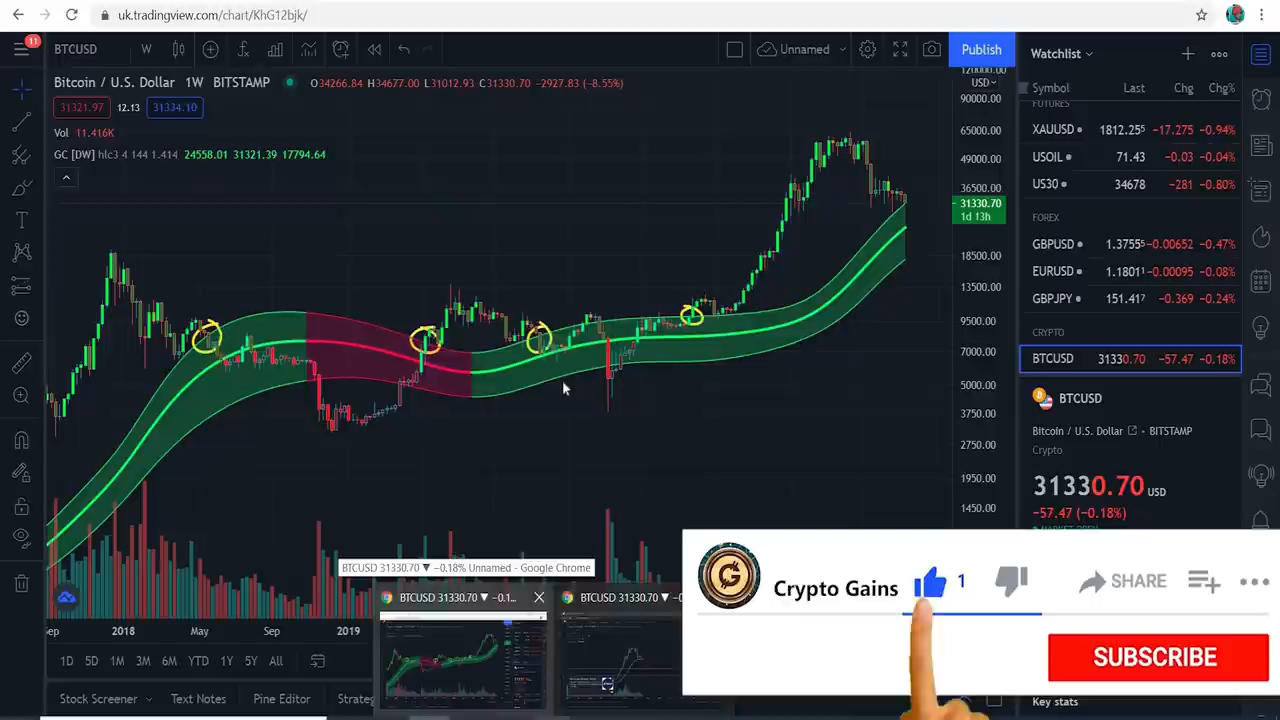 uk.tradingview.com/chart/KhG12bjk/
11
BTCUSD W Unnamed Publish
Bitcoin / U.S. Dollar 1W BITSTAMP O34266.84 H34677.00 L31012.93 C31330.70 −2927.83 (−8.55%)
31321.97 12.13 31334.10
Vol 11.416K
GC [DW] hlc3 4 144 1.414 24558.01 31321.39 17794.64
120000.00
USD
90000.00
65000.00
49000.00
36500.00
31330.70
1d 13h
18500.00
13500.00
9500.00
7000.00
5000.00
3750.00
2750.00
1950.00
1450.00
Watchlist
Symbol Last Chg Chg%
FUTURES
XAUUSD 1812.255 −17.275 −0.94%
USOIL 71.43 −0.03 −0.04%
US30 34678 −281 −0.80%
FOREX
GBPUSD 1.37555 −0.00652 −0.47%
EURUSD 1.18011 −0.00095 −0.08%
GBPJPY 151.417 −0.369 −0.24%
CRYPTO
BTCUSD 31330.70 −57.47 −0.18%
BTCUSD
Bitcoin / U.S. Dollar BITSTAMP
Crypto
31330.70 USD
−57.47 (−0.18%)
BTCUSD 31330.70 ▼ −0.18% Unnamed - Google Chrome
BTCUSD 31330.70 ▼ −0.1...
BTCUSD 31330.70 ▼
Crypto Gains 1 SHARE
SUBSCRIBE
2018 May Sep 2019
1D 5D 1M 3M 6M YTD 1Y 5Y All
Stock Screener Text Notes Pine Editor
Key stats